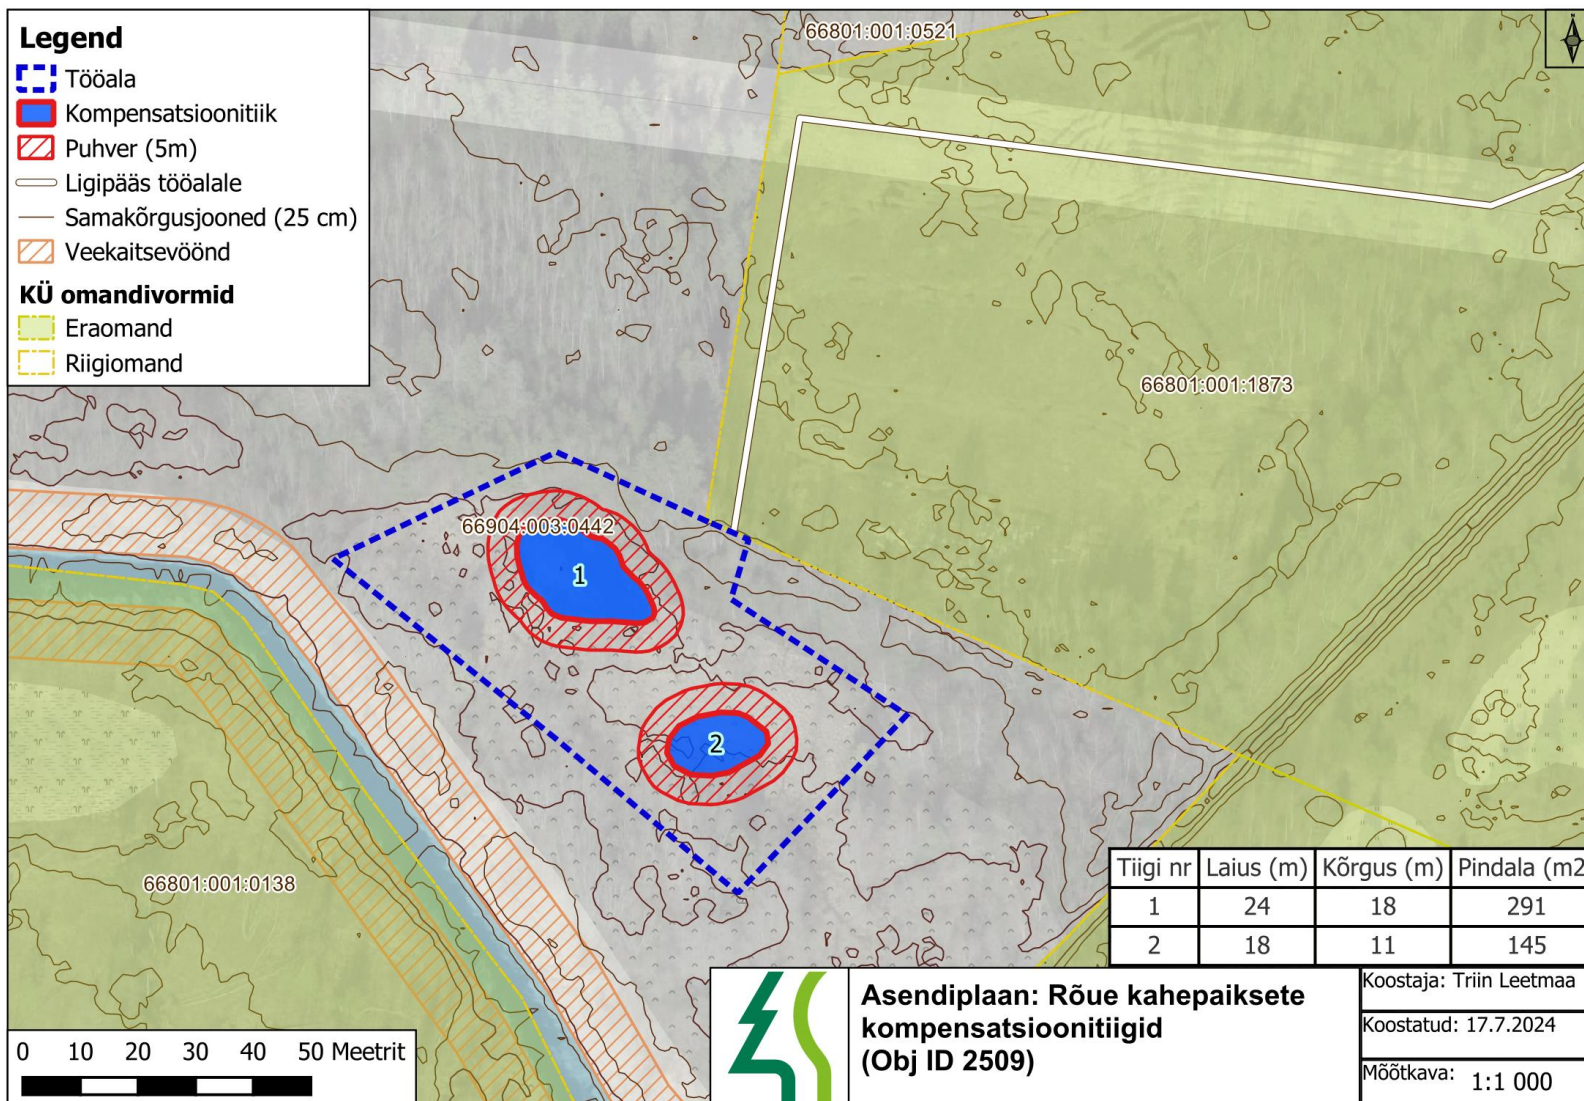 Legend
Tööala
Kompensatsioonitiik
Puhver (5m)
Ligipääs tööalale
Samakõrgusjooned (25 cm)
Veekaitsevöönd
KÜ omandivormid
Eraomand
Riigiomand
66801:001:0521
66801:001:1873
66904:003:0442
1
2
66801:001:0138
Tiigi nr Laius (m) Kõrgus (m) Pindala (m2
1 24 18 291
2 18 11 145
0 10 20 30 40 50 Meetrit
Asendiplaan: Rõue kahepaiksete
kompensatsioonitiigid
(Obj ID 2509)
Koostaja: Triin Leetmaa
Koostatud: 17.7.2024
Mõõtkava: 1:1 000